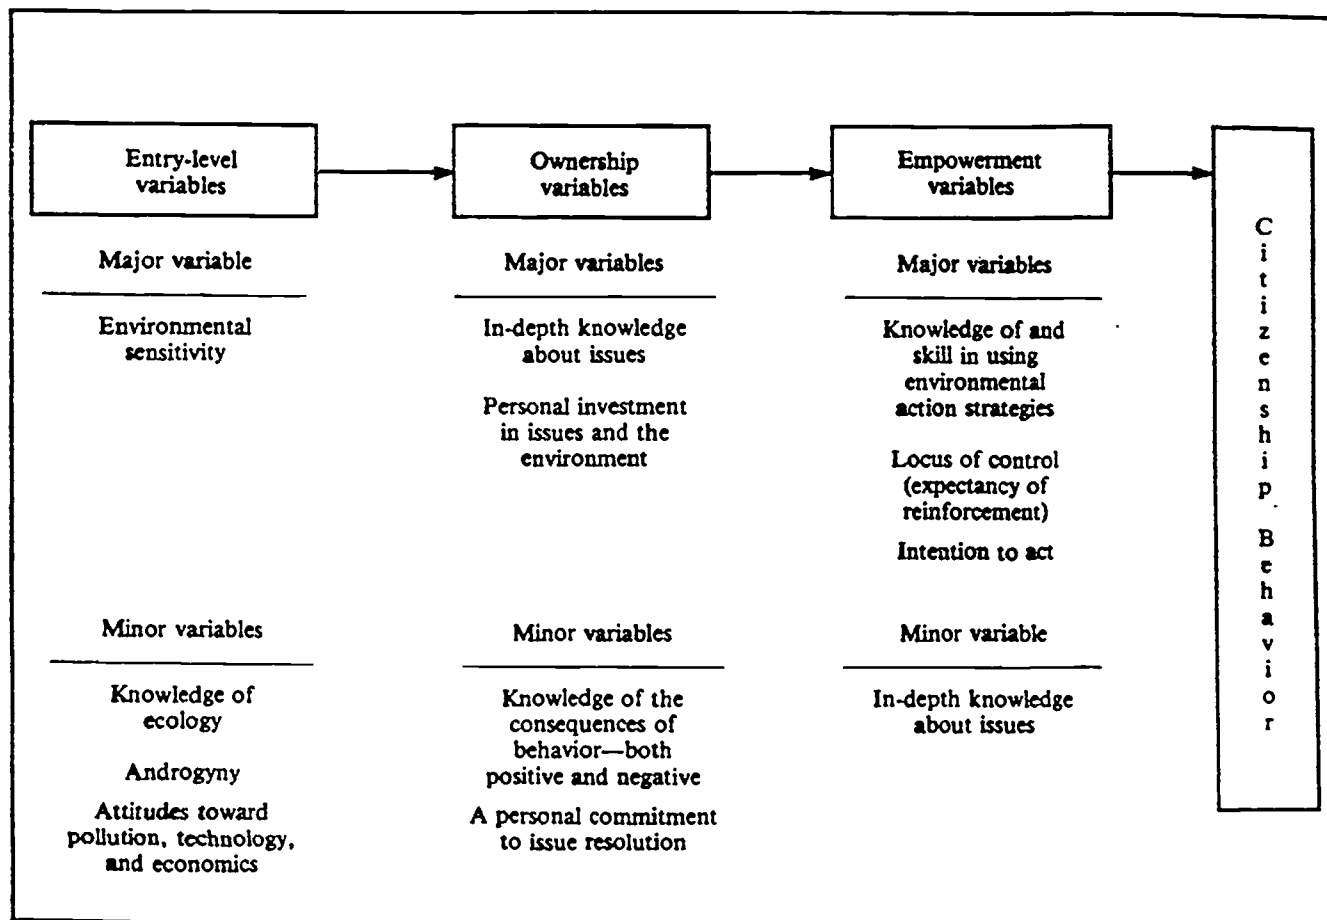 Entry-level
variables
Ownership
variables
Empowerment
variables
Major variable
Environmental
sensitivity
Major variables
In-depth knowledge
about issues
Personal investment
in issues and the
environment
Major variables
Knowledge of and
skill in using
environmental
action strategies
Locus of control
(expectancy of
reinforcement)
Intention to act
Minor variables
Knowledge of
ecology
Androgyny
Attitudes toward
pollution, technology,
and economics
Minor variables
Knowledge of the
consequences of
behavior—both
positive and negative
A personal commitment
to issue resolution
Minor variable
In-depth knowledge
about issues
Citizenship Behavior